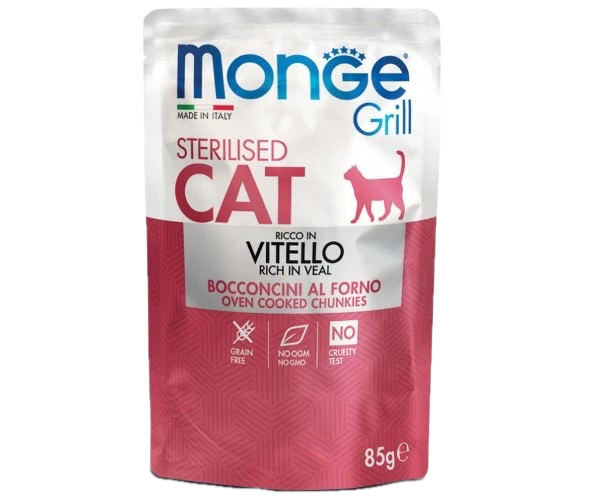 MONGE®
Grill
MADE IN ITALY
STERILISED
CAT
RICCO IN
VITELLO
RICH IN VEAL
BOCCONCINI AL FORNO
OVEN COOKED CHUNKIES
GRAIN
FREE
NO OGM
NO GMO
NO
CRUELTY
TEST
85g℮